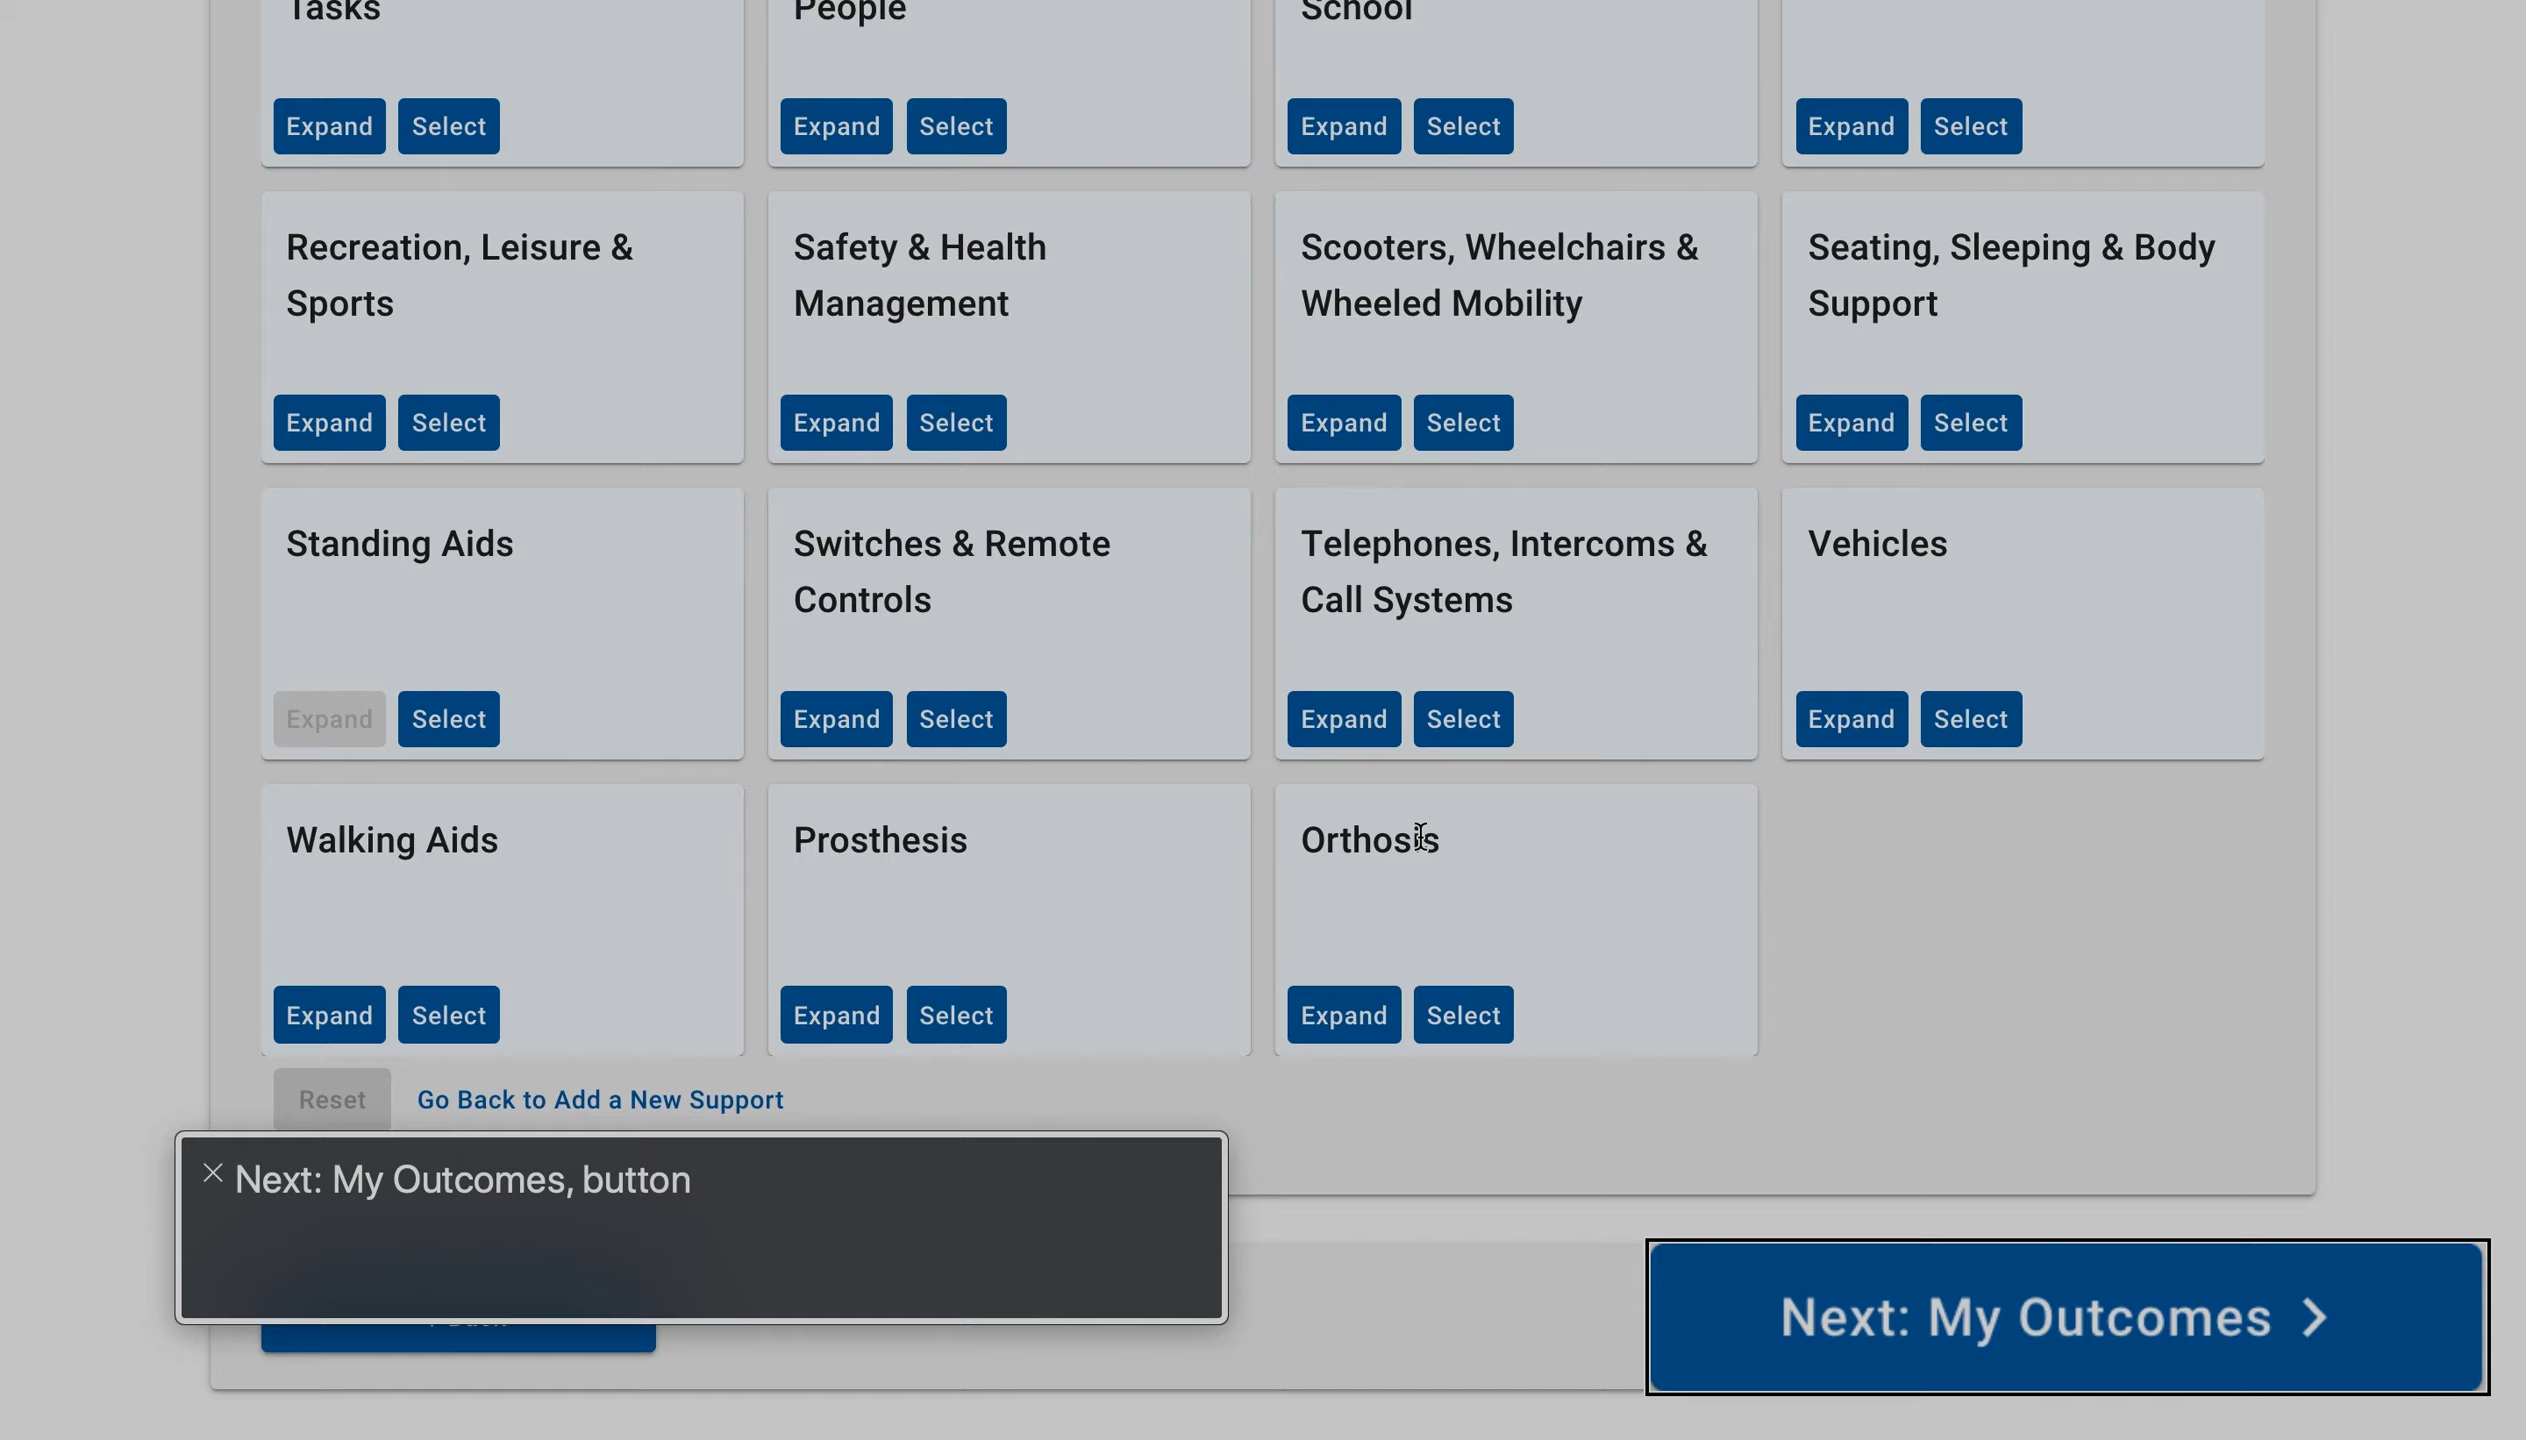 Tasks
People
School
Expand Select
Expand Select
Expand Select
Expand Select
Recreation, Leisure &
Sports
Expand Select
Safety & Health
Management
Expand Select
Scooters, Wheelchairs &
Wheeled Mobility
Expand Select
Seating, Sleeping & Body
Support
Expand Select
Standing Aids
Expand Select
Switches & Remote
Controls
Expand Select
Telephones, Intercoms &
Call Systems
Expand Select
Vehicles
Expand Select
Walking Aids
Expand Select
Prosthesis
Expand Select
Orthosis
Expand Select
Reset Go Back to Add a New Support
Next: My Outcomes, button
Next: My Outcomes